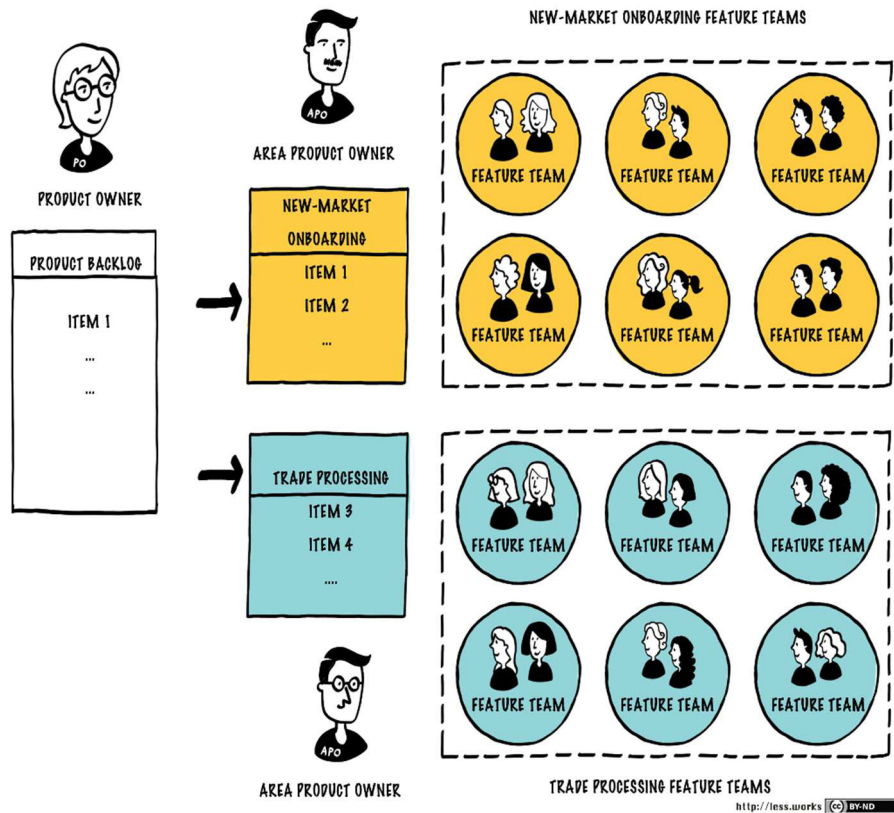 NEW-MARKET ONBOARDING FEATURE TEAMS
PO
PRODUCT OWNER
PRODUCT BACKLOG
ITEM 1
...
...
APO
AREA PRODUCT OWNER
NEW-MARKET
ONBOARDING
ITEM 1
ITEM 2
...
FEATURE TEAM
FEATURE TEAM
FEATURE TEAM
FEATURE TEAM
FEATURE TEAM
FEATURE TEAM
TRADE PROCESSING
ITEM 3
ITEM 4
....
APO
AREA PRODUCT OWNER
FEATURE TEAM
FEATURE TEAM
FEATURE TEAM
FEATURE TEAM
FEATURE TEAM
FEATURE TEAM
TRADE PROCESSING FEATURE TEAMS
http://less.works cc BY-ND